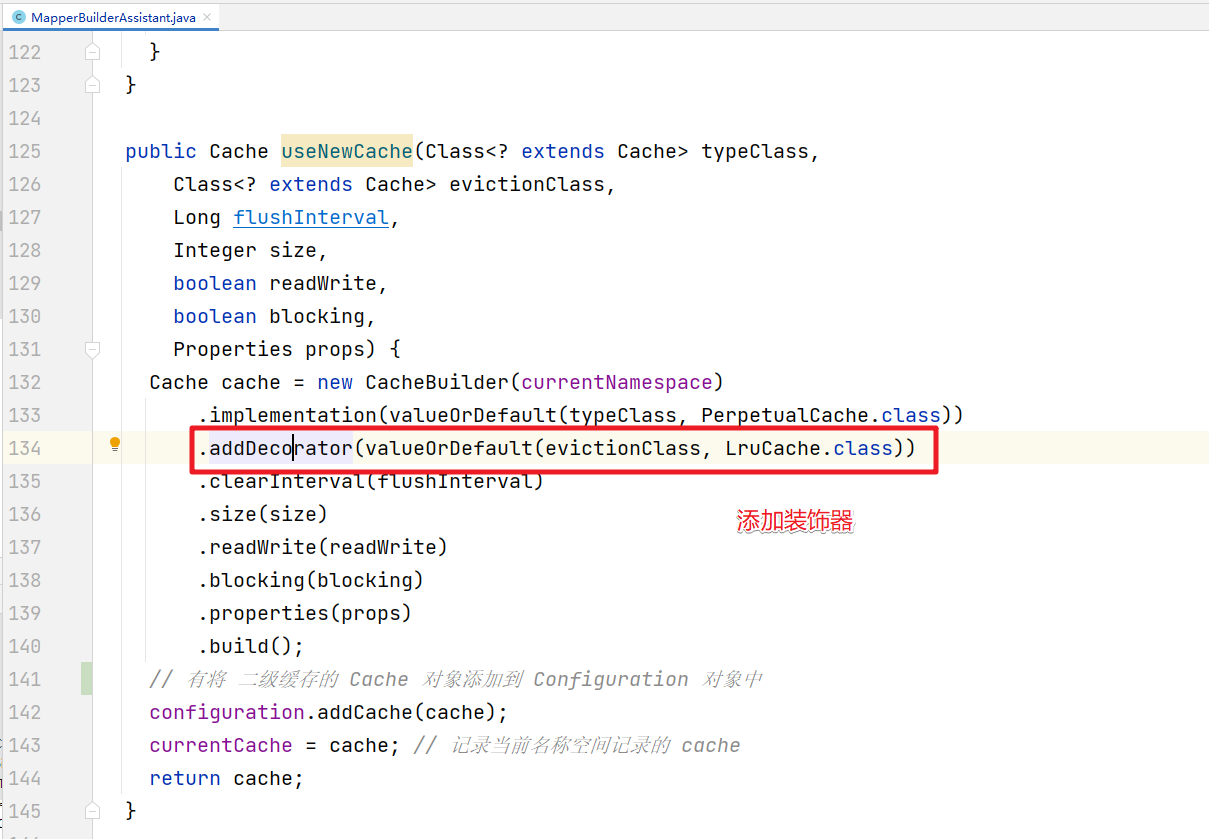 MapperBuilderAssistant.java
122 }
123 }
124
125 public Cache useNewCache(Class<? extends Cache> typeClass,
126 Class<? extends Cache> evictionClass,
127 Long flushInterval,
128 Integer size,
129 boolean readWrite,
130 boolean blocking,
131 Properties props) {
132 Cache cache = new CacheBuilder(currentNamespace)
133 .implementation(valueOrDefault(typeClass, PerpetualCache.class))
134 .addDecorator(valueOrDefault(evictionClass, LruCache.class))
135 .clearInterval(flushInterval)
136 .size(size)
添加装饰器
137 .readWrite(readWrite)
138 .blocking(blocking)
139 .properties(props)
140 .build();
141 // 有将 二级缓存的 Cache 对象添加到 Configuration 对象中
142 configuration.addCache(cache);
143 currentCache = cache; // 记录当前名称空间记录的 cache
144 return cache;
145 }